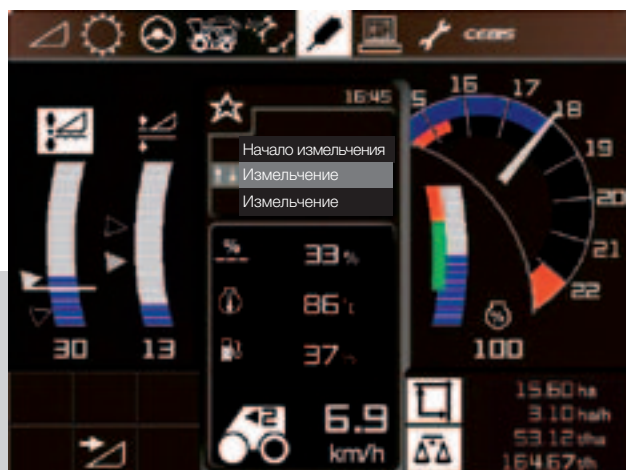 CEBIS
16:45
Начало измельчения
Измельчение
Измельчение
15
16
17
18
19
20
21
22
%
33 %
86 °c
37
30
13
100
2
6.9
km/h
15.60 ha
3.10 ha/h
53.12 t/ha
164.67 t/h